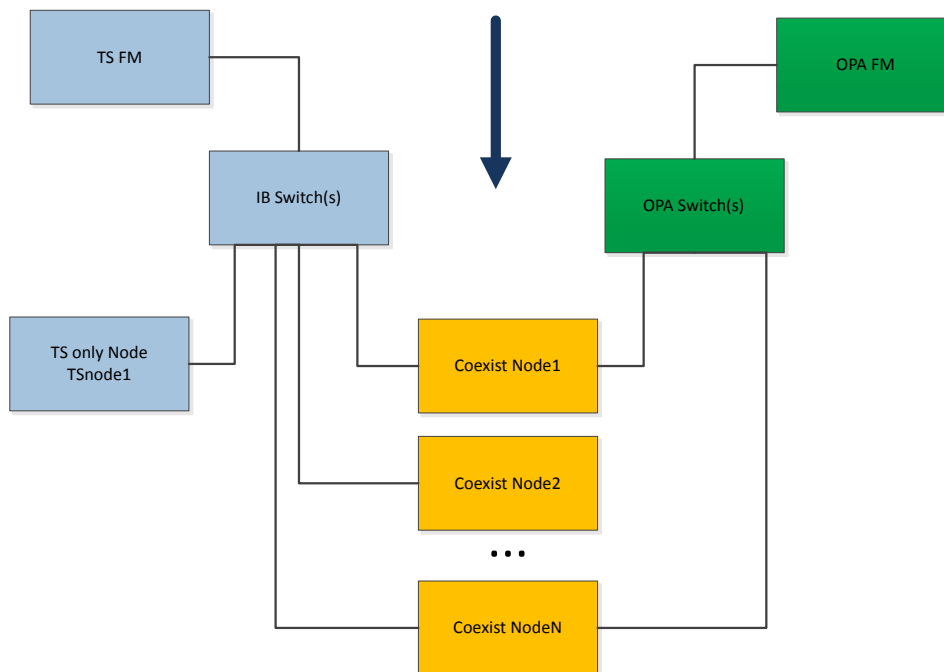 TS FM
OPA FM
IB Switch(s)
OPA Switch(s)
TS only Node
TSnode1
Coexist Node1
Coexist Node2
...
Coexist NodeN